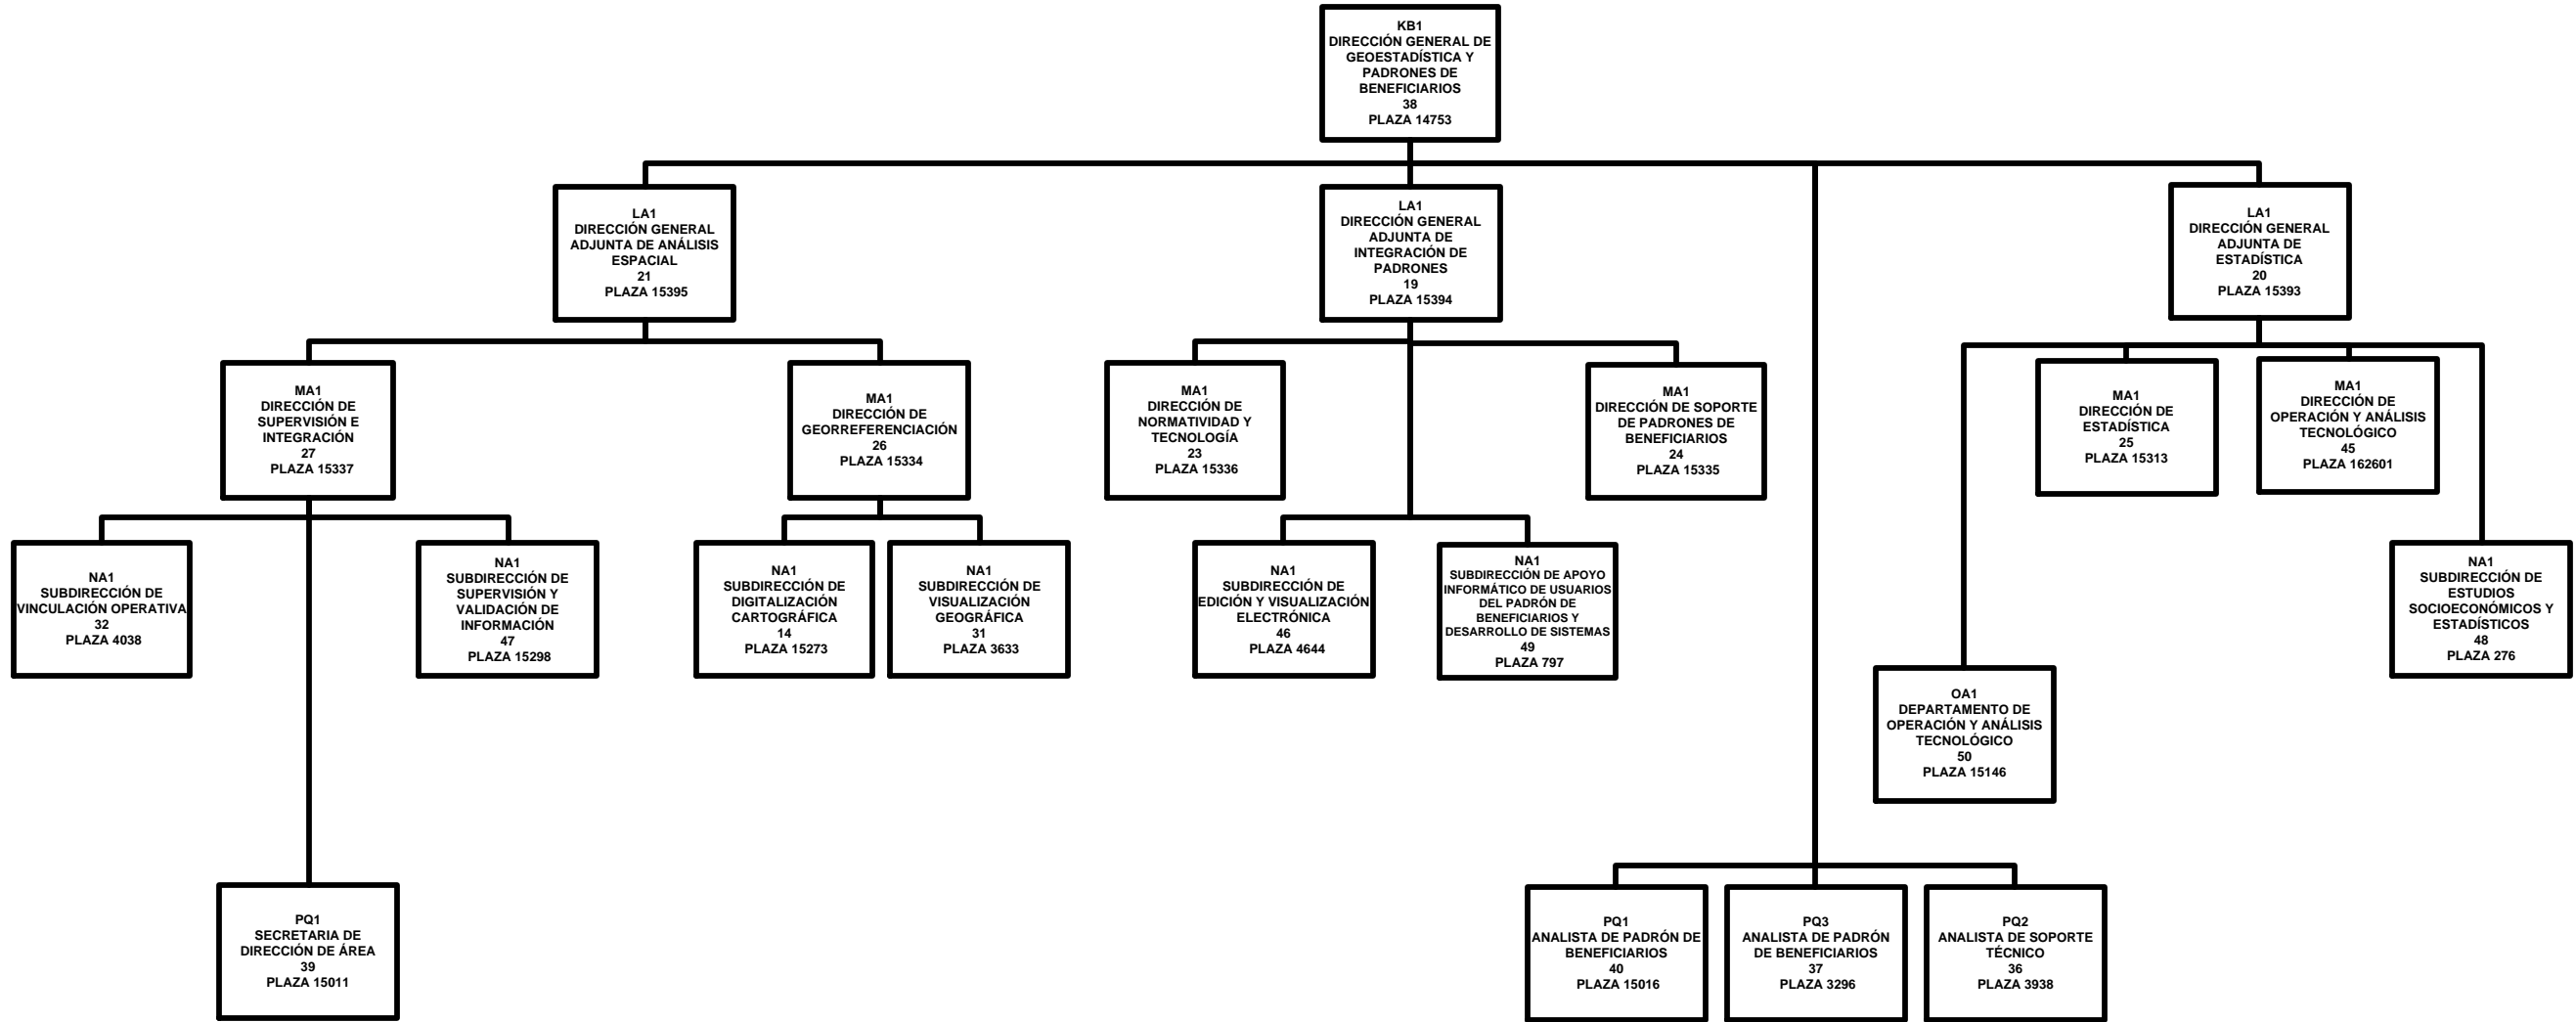 KB1
DIRECCIÓN GENERAL DE
GEOESTADÍSTICA Y
PADRONES DE
BENEFICIARIOS
38
PLAZA 14753
LA1
DIRECCIÓN GENERAL
ADJUNTA DE ANÁLISIS
ESPACIAL
21
PLAZA 15395
LA1
DIRECCIÓN GENERAL
ADJUNTA DE
INTEGRACIÓN DE
PADRONES
19
PLAZA 15394
LA1
DIRECCIÓN GENERAL
ADJUNTA DE
ESTADÍSTICA
20
PLAZA 15393
MA1
DIRECCIÓN DE
SUPERVISIÓN E
INTEGRACIÓN
27
PLAZA 15337
MA1
DIRECCIÓN DE
GEORREFERENCIACIÓN
26
PLAZA 15334
MA1
DIRECCIÓN DE
NORMATIVIDAD Y
TECNOLOGÍA
23
PLAZA 15336
MA1
DIRECCIÓN DE SOPORTE
DE PADRONES DE
BENEFICIARIOS
24
PLAZA 15335
MA1
DIRECCIÓN DE
ESTADÍSTICA
25
PLAZA 15313
MA1
DIRECCIÓN DE
OPERACIÓN Y ANÁLISIS
TECNOLÓGICO
45
PLAZA 162601
NA1
SUBDIRECCIÓN DE
VINCULACIÓN OPERATIVA
32
PLAZA 4038
NA1
SUBDIRECCIÓN DE
SUPERVISIÓN Y
VALIDACIÓN DE
INFORMACIÓN
47
PLAZA 15298
NA1
SUBDIRECCIÓN DE
DIGITALIZACIÓN
CARTOGRÁFICA
14
PLAZA 15273
NA1
SUBDIRECCIÓN DE
VISUALIZACIÓN
GEOGRÁFICA
31
PLAZA 3633
NA1
SUBDIRECCIÓN DE
EDICIÓN Y VISUALIZACIÓN
ELECTRÓNICA
46
PLAZA 4644
NA1
SUBDIRECCIÓN DE APOYO
INFORMÁTICO DE USUARIOS
DEL PADRÓN DE
BENEFICIARIOS Y
DESARROLLO DE SISTEMAS
49
PLAZA 797
NA1
SUBDIRECCIÓN DE
ESTUDIOS
SOCIOECONÓMICOS Y
ESTADÍSTICOS
48
PLAZA 276
OA1
DEPARTAMENTO DE
OPERACIÓN Y ANÁLISIS
TECNOLÓGICO
50
PLAZA 15146
PQ1
SECRETARIA DE
DIRECCIÓN DE ÁREA
39
PLAZA 15011
PQ1
ANALISTA DE PADRÓN DE
BENEFICIARIOS
40
PLAZA 15016
PQ3
ANALISTA DE PADRÓN
DE BENEFICIARIOS
37
PLAZA 3296
PQ2
ANALISTA DE SOPORTE
TÉCNICO
36
PLAZA 3938